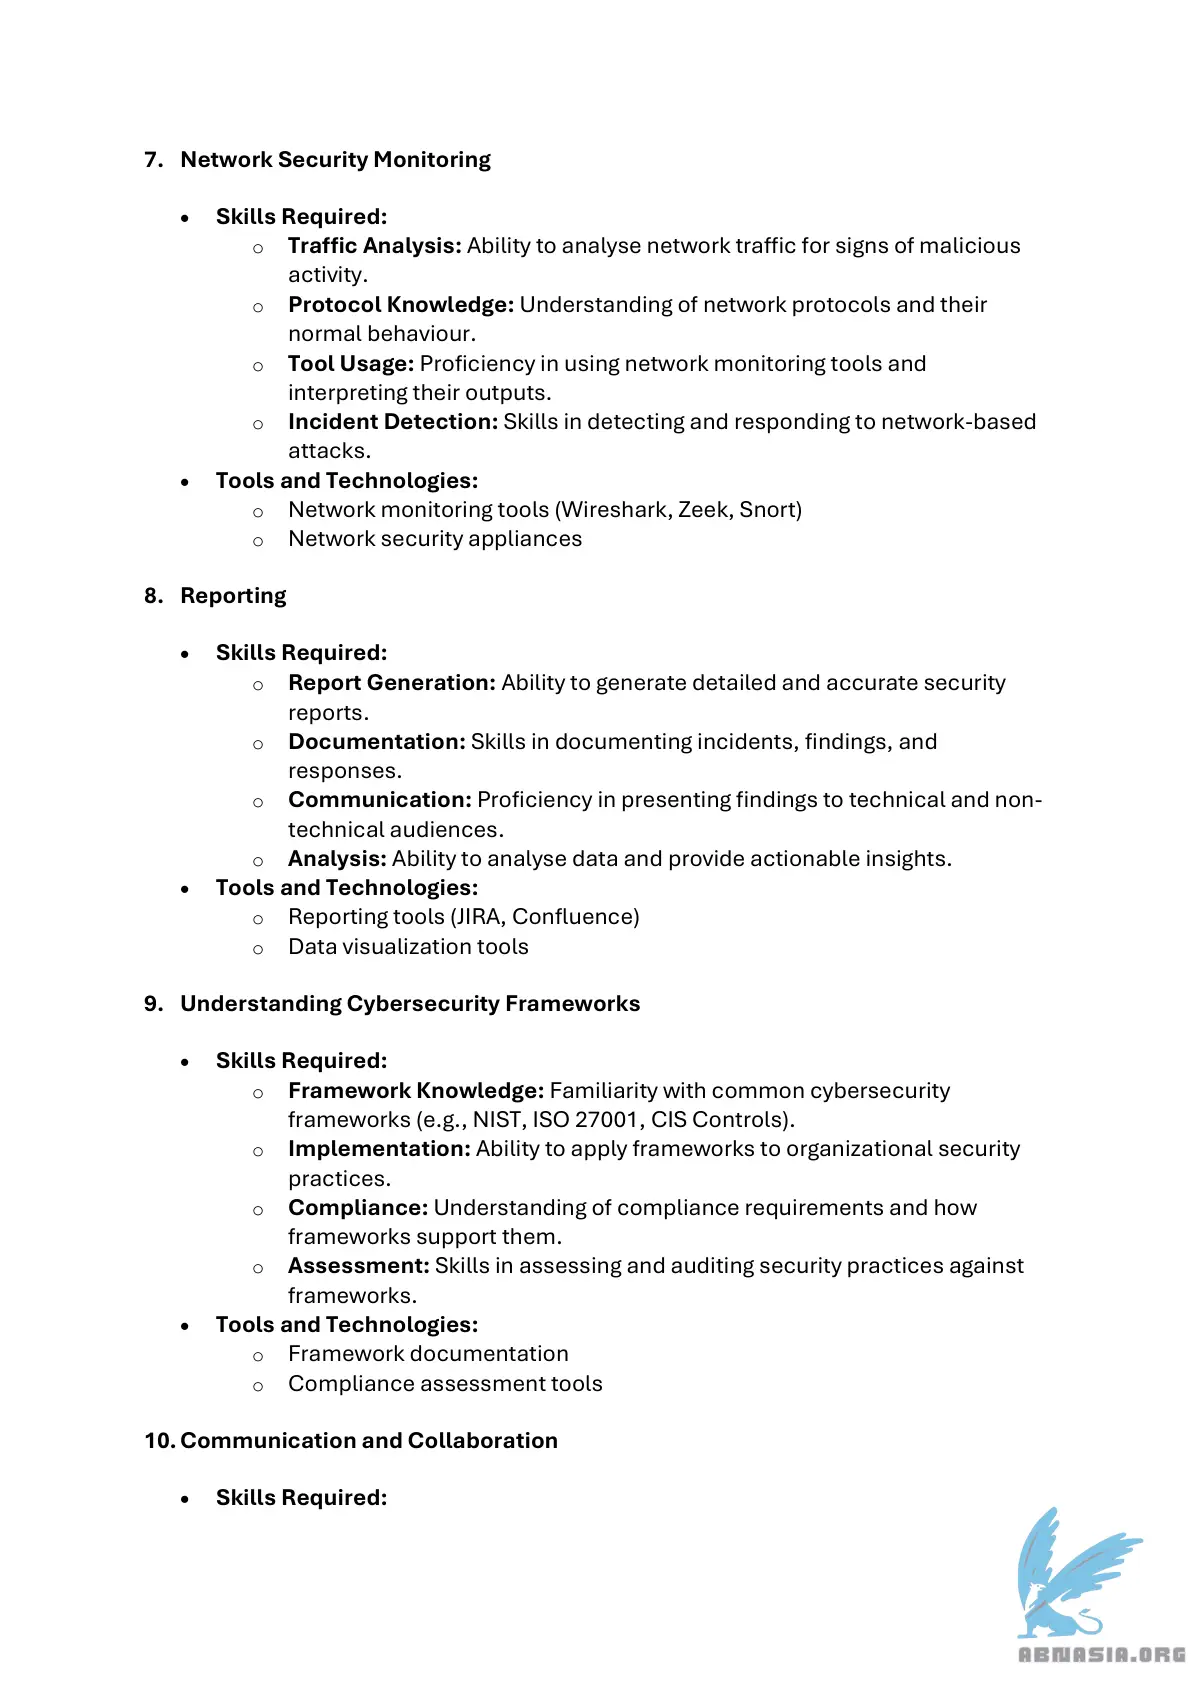 7. Network Security Monitoring
• Skills Required:
o Traffic Analysis: Ability to analyse network traffic for signs of malicious
activity.
o Protocol Knowledge: Understanding of network protocols and their
normal behaviour.
o Tool Usage: Proficiency in using network monitoring tools and
interpreting their outputs.
o Incident Detection: Skills in detecting and responding to network-based
attacks.
• Tools and Technologies:
o Network monitoring tools (Wireshark, Zeek, Snort)
o Network security appliances
8. Reporting
• Skills Required:
o Report Generation: Ability to generate detailed and accurate security
reports.
o Documentation: Skills in documenting incidents, findings, and
responses.
o Communication: Proficiency in presenting findings to technical and non-
technical audiences.
o Analysis: Ability to analyse data and provide actionable insights.
• Tools and Technologies:
o Reporting tools (JIRA, Confluence)
o Data visualization tools
9. Understanding Cybersecurity Frameworks
• Skills Required:
o Framework Knowledge: Familiarity with common cybersecurity
frameworks (e.g., NIST, ISO 27001, CIS Controls).
o Implementation: Ability to apply frameworks to organizational security
practices.
o Compliance: Understanding of compliance requirements and how
frameworks support them.
o Assessment: Skills in assessing and auditing security practices against
frameworks.
• Tools and Technologies:
o Framework documentation
o Compliance assessment tools
10. Communication and Collaboration
• Skills Required:
ABNASIA.ORG